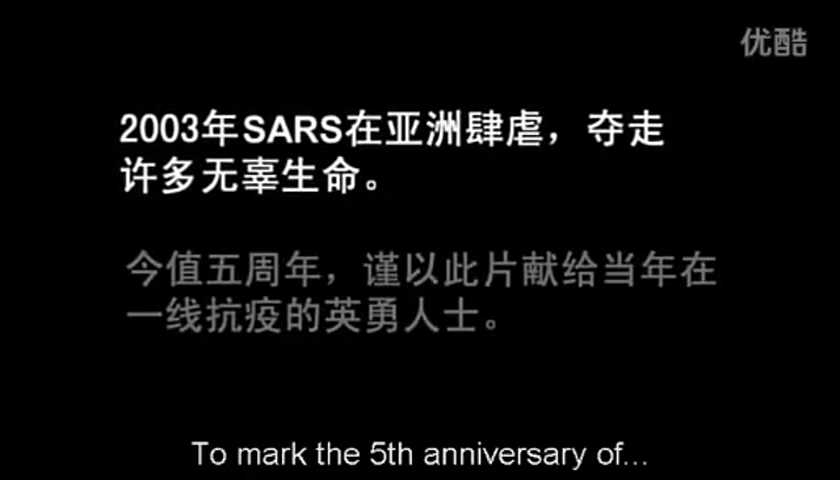 优酷
2003年SARS在亚洲肆虐，夺走
许多无辜生命。
今值五周年，谨以此片献给当年在
一线抗疫的英勇人士。
To mark the 5th anniversary of...